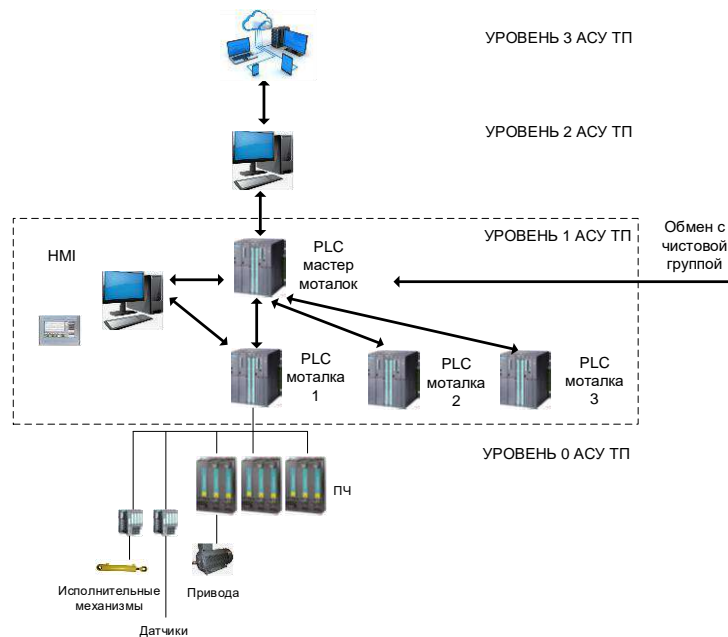 УРОВЕНЬ 3 АСУ ТП
УРОВЕНЬ 2 АСУ ТП
УРОВЕНЬ 1 АСУ ТП
Обмен с
чистовой
группой
HMI
PLC
мастер
моталок
PLC
моталка
1
PLC
моталка
2
PLC
моталка
3
УРОВЕНЬ 0 АСУ ТП
ПЧ
Исполнительные
механизмы
Привода
Датчики